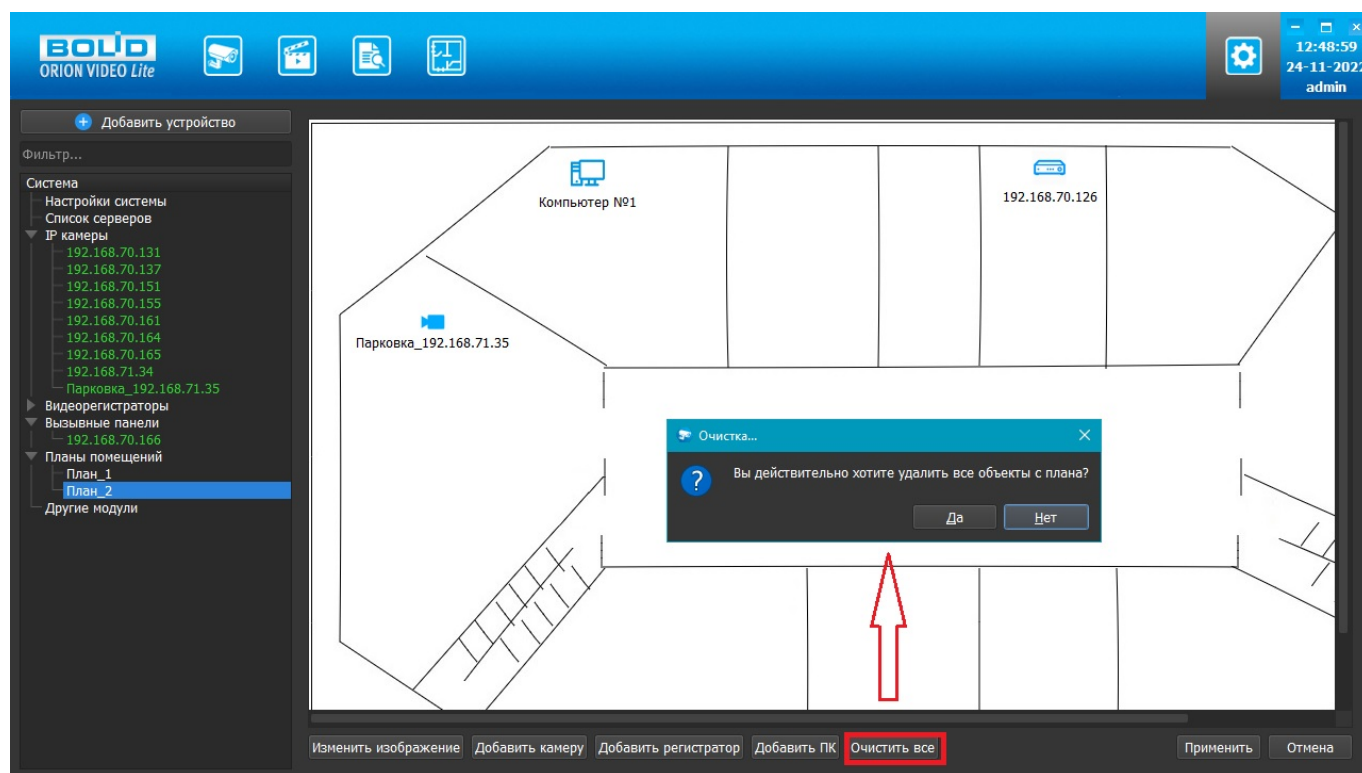 BOLID
ORION VIDEO Lite
12:48:59
24-11-2022
admin
Добавить устройство
Фильтр...
Система
Настройки системы
Список серверов
IP камеры
192.168.70.131
192.168.70.137
192.168.70.151
192.168.70.155
192.168.70.161
192.168.70.164
192.168.70.165
192.168.71.34
Парковка_192.168.71.35
Видеорегистраторы
Вызывные панели
192.168.70.166
Планы помещений
План_1
План_2
Другие модули
Компьютер №1
192.168.70.126
Парковка_192.168.71.35
Очистка...
Вы действительно хотите удалить все объекты с плана?
Да
Нет
Изменить изображение
Добавить камеру
Добавить регистратор
Добавить ПК
Очистить все
Применить
Отмена